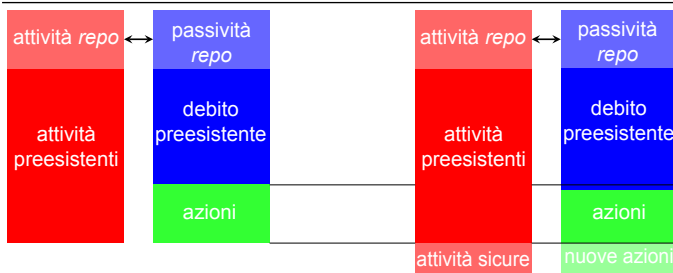 attività repo
passività
repo
attività
preesistenti
debito
preesistente
azioni
attività repo
passività
repo
attività
preesistenti
debito
preesistente
azioni
attività sicure
nuove azioni